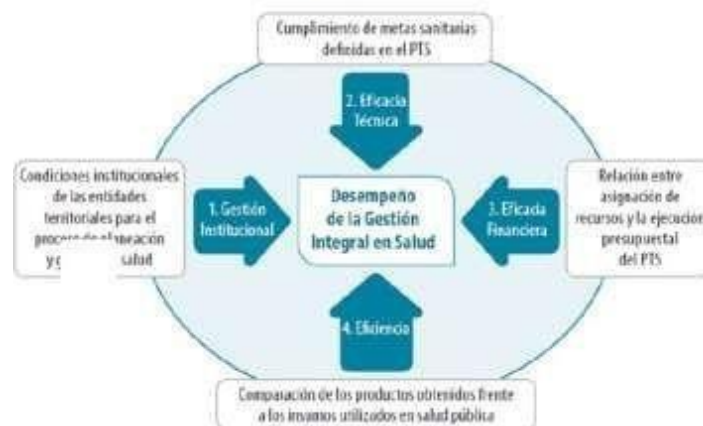 Cumplimiento de metas sanitarias
definidas en el PTS
2. Eficacia
Técnica
Condiciones institucionales
de las entidades
territoriales para el
proceso de planeación
y salud
1. Gestión
Institucional
Desempeño
de la Gestión
Integral en Salud
3. Eficacia
Financiera
Relación entre
asignación de
recursos y la ejecución
presupuestal
del PTS
4. Eficiencia
Comparación de los productos obtenidos frente
a los insumos utilizados en salud pública